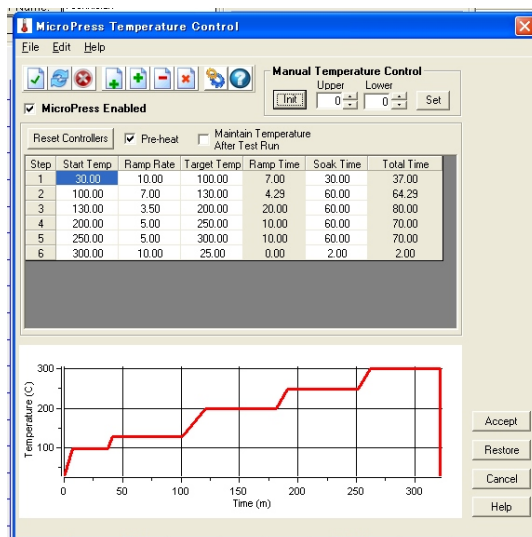 Name:
MicroPress Temperature Control
File Edit Help
Manual Temperature Control
Upper Lower
Init 0 0 Set
MicroPress Enabled
Reset Controllers Pre-heat Maintain Temperature
After Test Run
Step Start Temp Ramp Rate Target Temp Ramp Time Soak Time Total Time
1 30.00 10.00 100.00 7.00 30.00 37.00
2 100.00 7.00 130.00 4.29 60.00 64.29
3 130.00 3.50 200.00 20.00 60.00 80.00
4 200.00 5.00 250.00 10.00 60.00 70.00
5 250.00 5.00 300.00 10.00 60.00 70.00
6 300.00 10.00 25.00 0.00 2.00 2.00
300
200
100
Temperature (C)
0 50 100 150 200 250 300
Time (m)
Accept
Restore
Cancel
Help